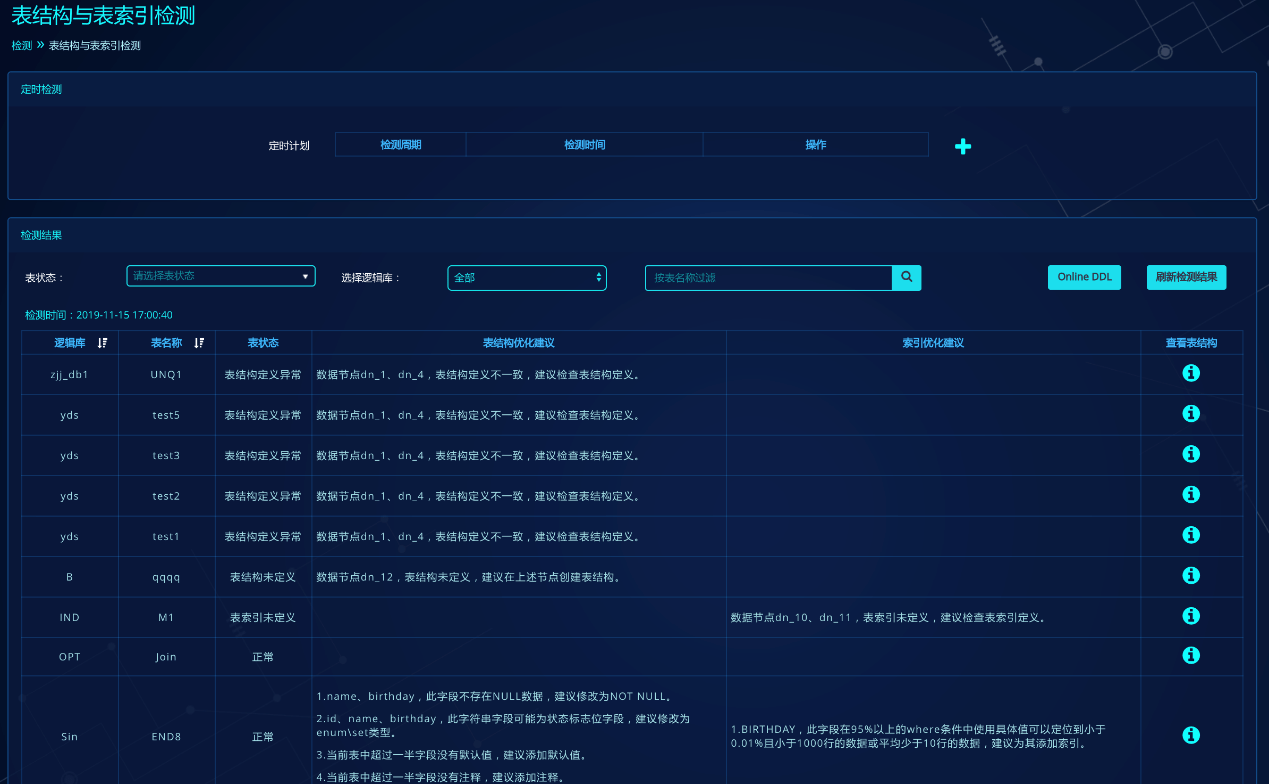 表结构与表索引检测
检测 » 表结构与表索引检测
定时检测
定时计划 检测周期 检测时间 操作
检测结果
表状态： 请选择表状态 选择逻辑库： 全部 按表名称过滤 Online DDL 刷新检测结果
检测时间：2019-11-15 17:00:40
逻辑库 表名称 表状态 表结构优化建议 索引优化建议 查看表结构
zjj_db1 UNQ1 表结构定义异常 数据节点dn_1、dn_4，表结构定义不一致，建议检查表结构定义。
yds test5 表结构定义异常 数据节点dn_1、dn_4，表结构定义不一致，建议检查表结构定义。
yds test3 表结构定义异常 数据节点dn_1、dn_4，表结构定义不一致，建议检查表结构定义。
yds test2 表结构定义异常 数据节点dn_1、dn_4，表结构定义不一致，建议检查表结构定义。
yds test1 表结构定义异常 数据节点dn_1、dn_4，表结构定义不一致，建议检查表结构定义。
B qqqq 表结构未定义 数据节点dn_12，表结构未定义，建议在上述节点创建表结构。
IND M1 表索引未定义 数据节点dn_10、dn_11，表索引未定义，建议检查表索引定义。
OPT Join 正常
Sin END8 正常
1.name、birthday，此字段不存在NULL数据，建议修改为NOT NULL。
2.id、name、birthday，此字符串字段可能为状态标志位字段，建议修改为
enum\set类型。
3.当前表中超过一半字段没有默认值，建议添加默认值。
4.当前表中超过一半字段没有注释，建议添加注释。
1.BIRTHDAY，此字段在95%以上的where条件中使用具体值可以定位到小于
0.01%且小于1000行的数据或平均少于10行的数据，建议为其添加索引。